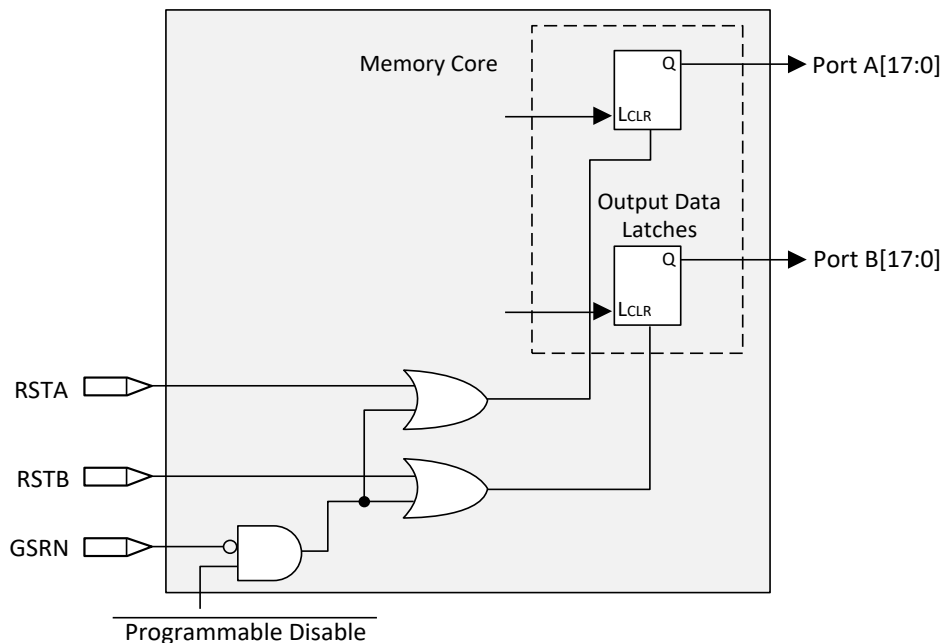 Memory Core
Q
Port A[17:0]
LCLR
Output Data
Latches
Q
Port B[17:0]
LCLR
RSTA
RSTB
GSRN
Programmable Disable